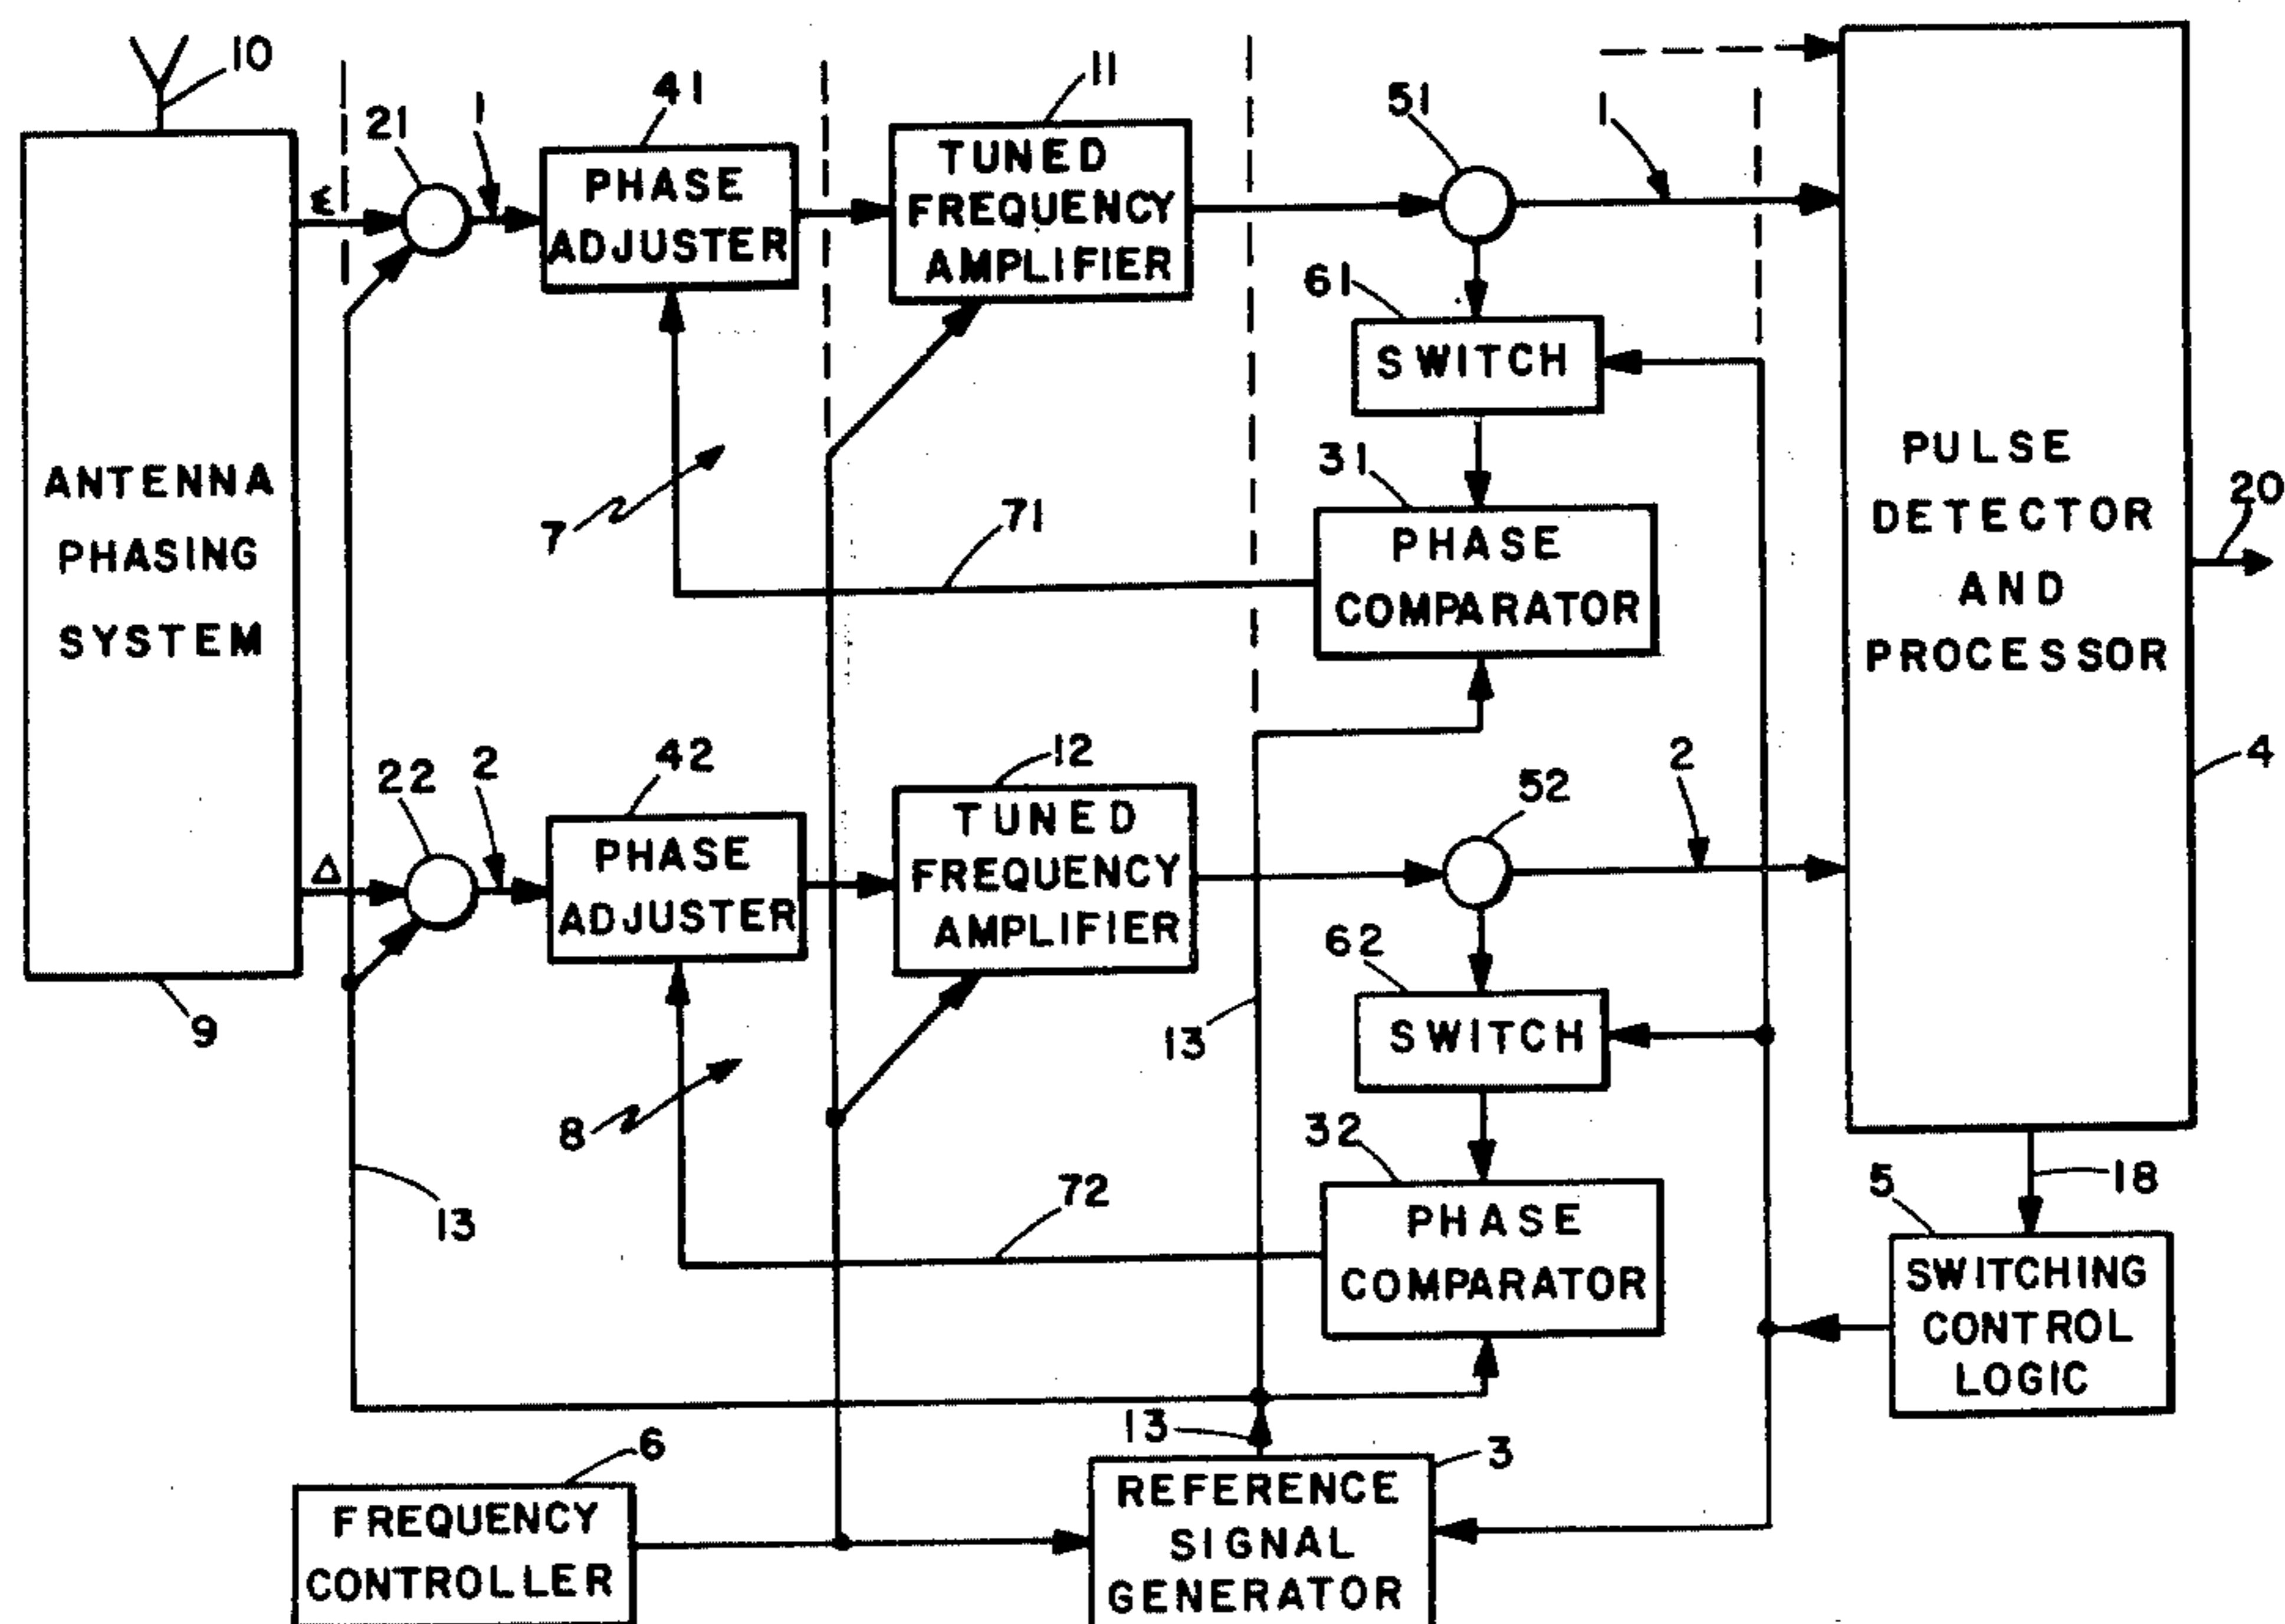 10
21
1
41
PHASE
ADJUSTER
11
TUNED
FREQUENCY
AMPLIFIER
51
1
Σ
61
SWITCH
31
PHASE
COMPARATOR
7
71
ANTENNA
PHASING
SYSTEM
9
PULSE
DETECTOR
AND
PROCESSOR
20
4
22
2
42
PHASE
ADJUSTER
12
TUNED
FREQUENCY
AMPLIFIER
52
2
Δ
62
SWITCH
13
8
32
PHASE
COMPARATOR
72
13
18
5
SWITCHING
CONTROL
LOGIC
13
6
FREQUENCY
CONTROLLER
3
REFERENCE
SIGNAL
GENERATOR